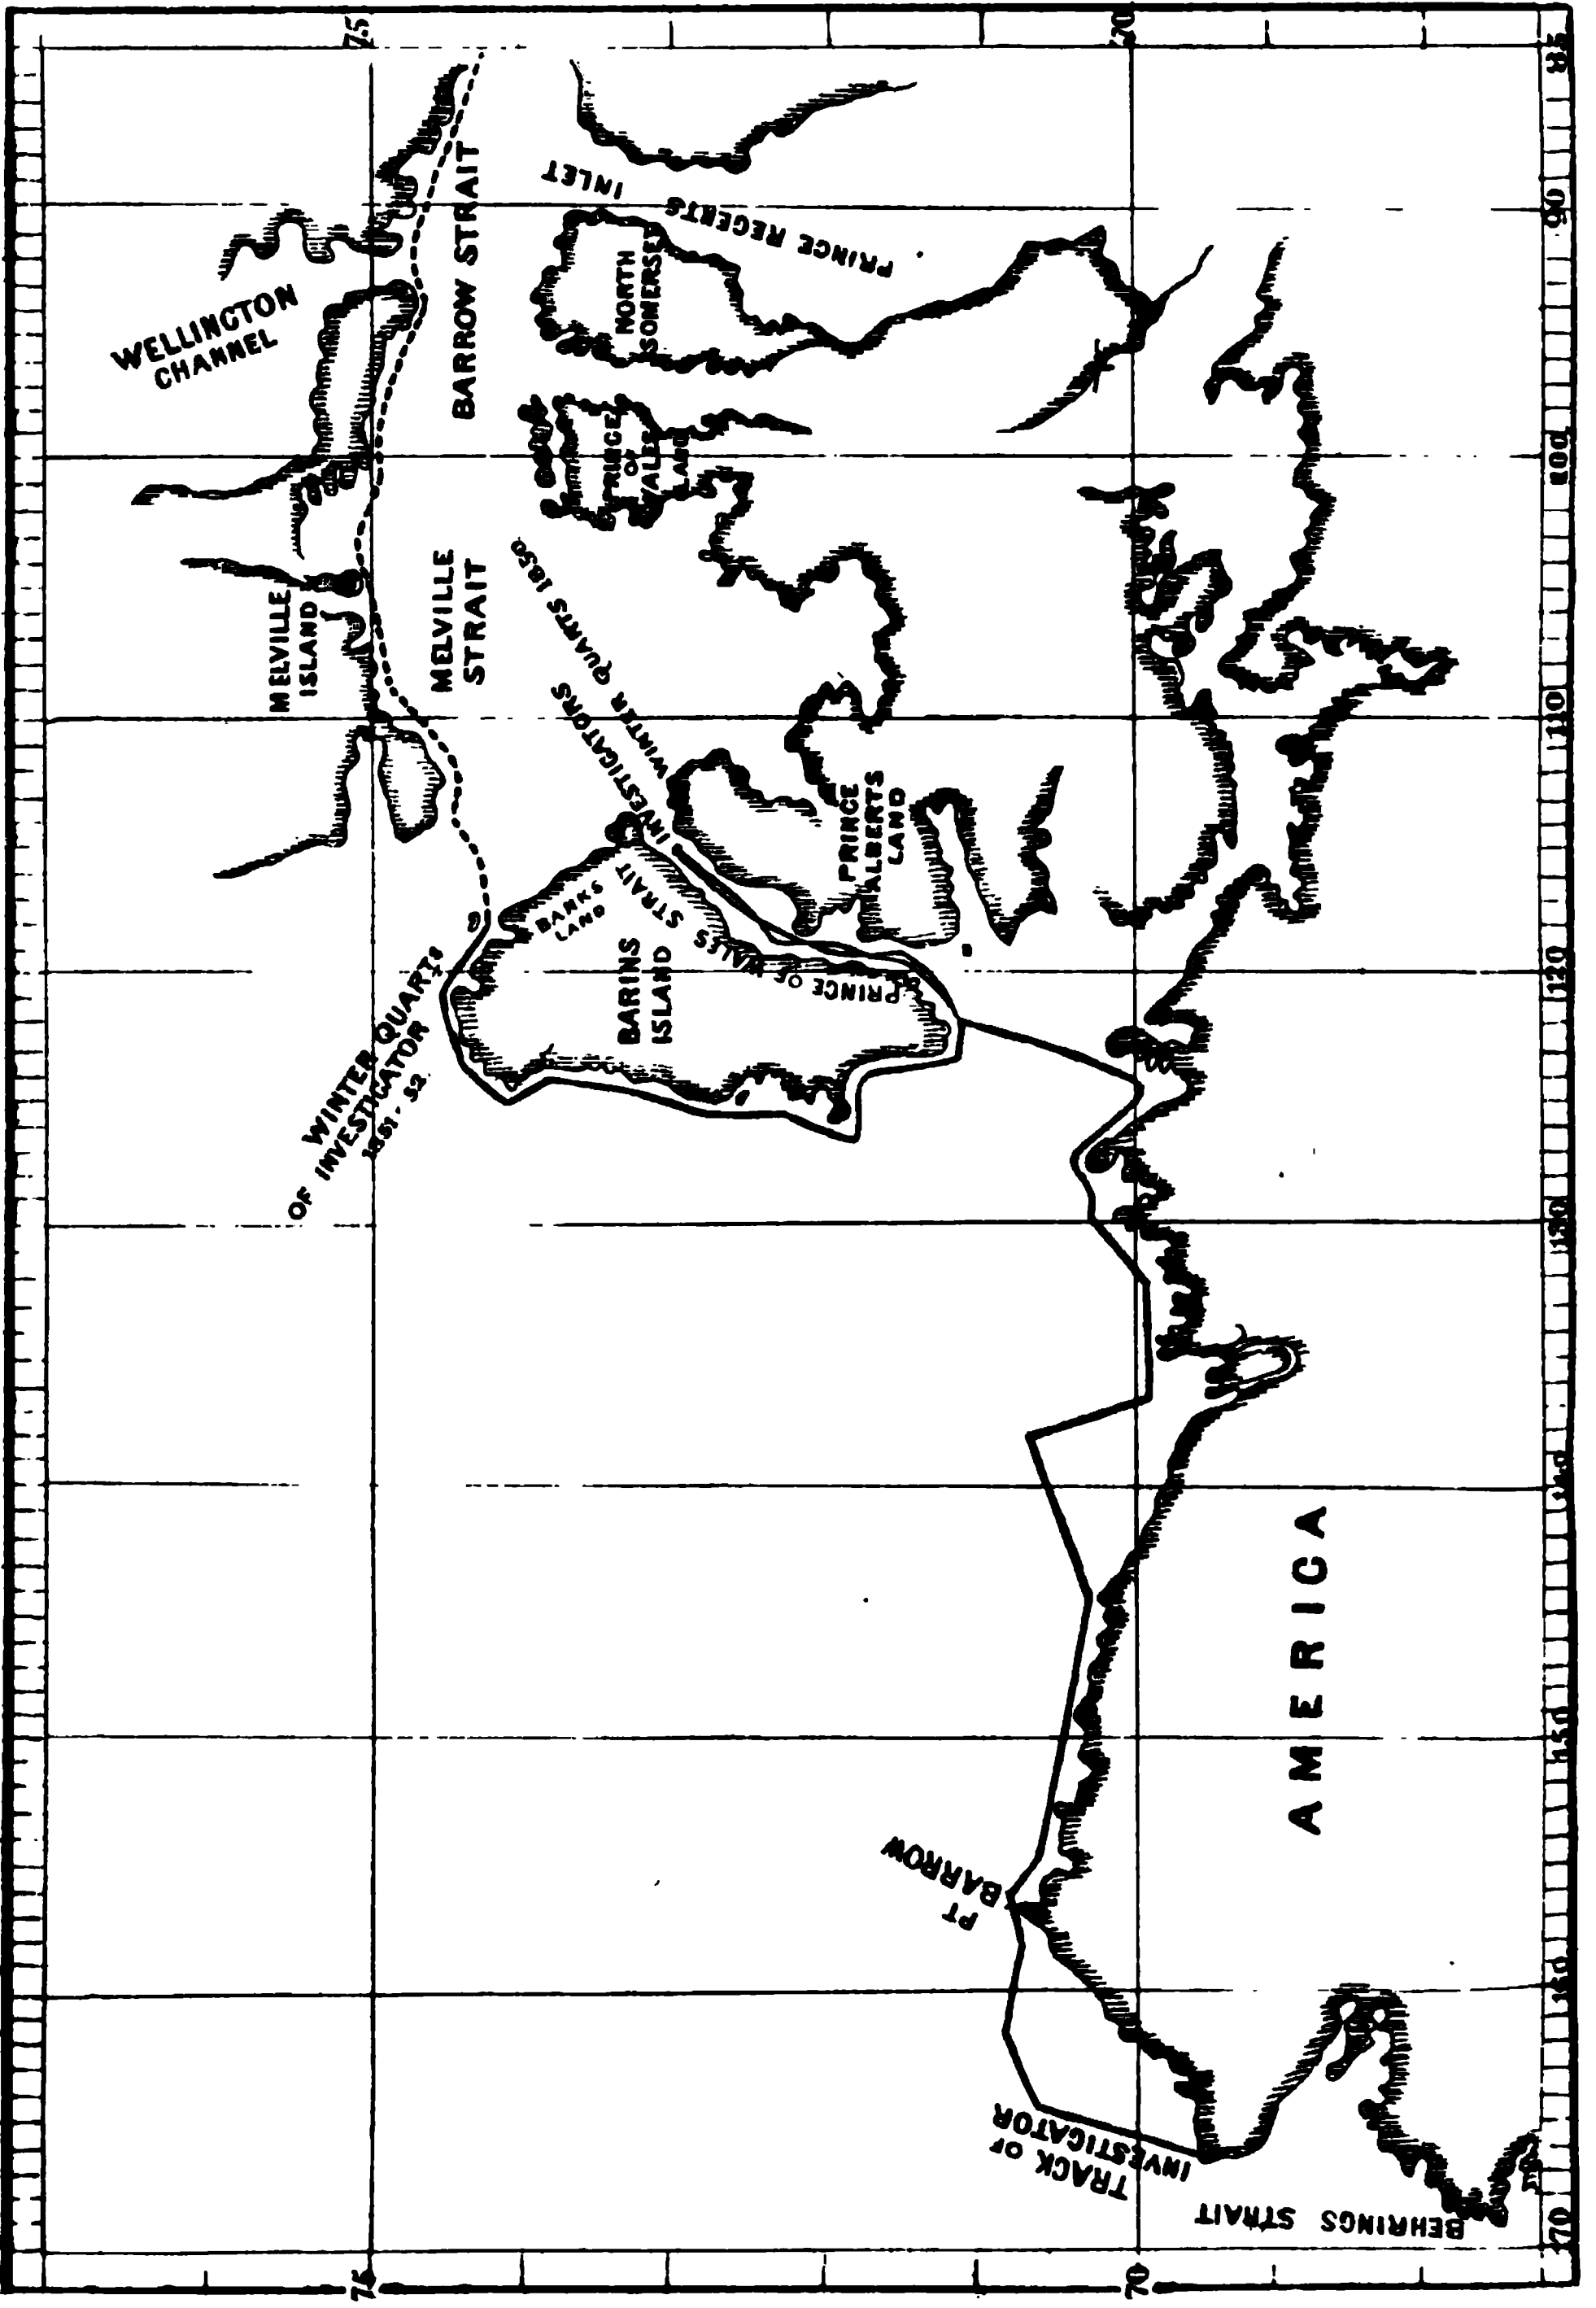 75
70
85
90
100
110
120
130
140
150
160
170
75
70
WELLINGTON
CHANNEL
BARROW STRAIT
PRINCE REGENTS
INLET
NORTH
SOMERSET
PRINCE
OF
WALES
LAND
MELVILLE
ISLAND
MELVILLE
STRAIT
INVESTIGATORS
WINTER QUARTS 1850
PRINCE
ALBERTS
LAND
BANKS
LAND
PRINCE OF WALES STRAIT
BARINS
ISLAND
WINTER QUARTS
OF INVESTIGATOR
1851-52
PT
BARROW
AMERICA
TRACK OF
INVESTIGATOR
BEHRINGS STRAIT